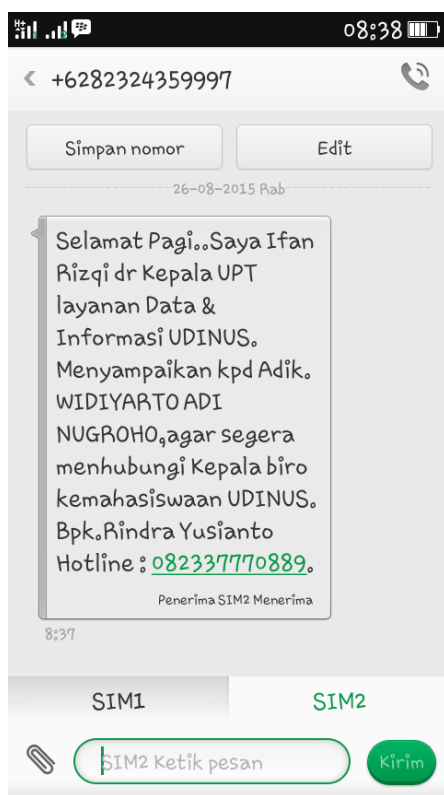 08:38
+6282324359997
Simpan nomor
Edit
26-08-2015 Rab
Selamat Pagi..Saya Ifan
Rizqi dr Kepala UPT
layanan Data &
Informasi UDINUS.
Menyampaikan kpd Adik.
WIDIYARTO ADI
NUGROHO,agar segera
menhubungi Kepala biro
kemahasiswaan UDINUS.
Bpk.Rindra Yusianto
Hotline : 082337770889.
Penerima SIM2 Menerima
8:37
SIM1
SIM2
SIM2 Ketik pesan
Kirim